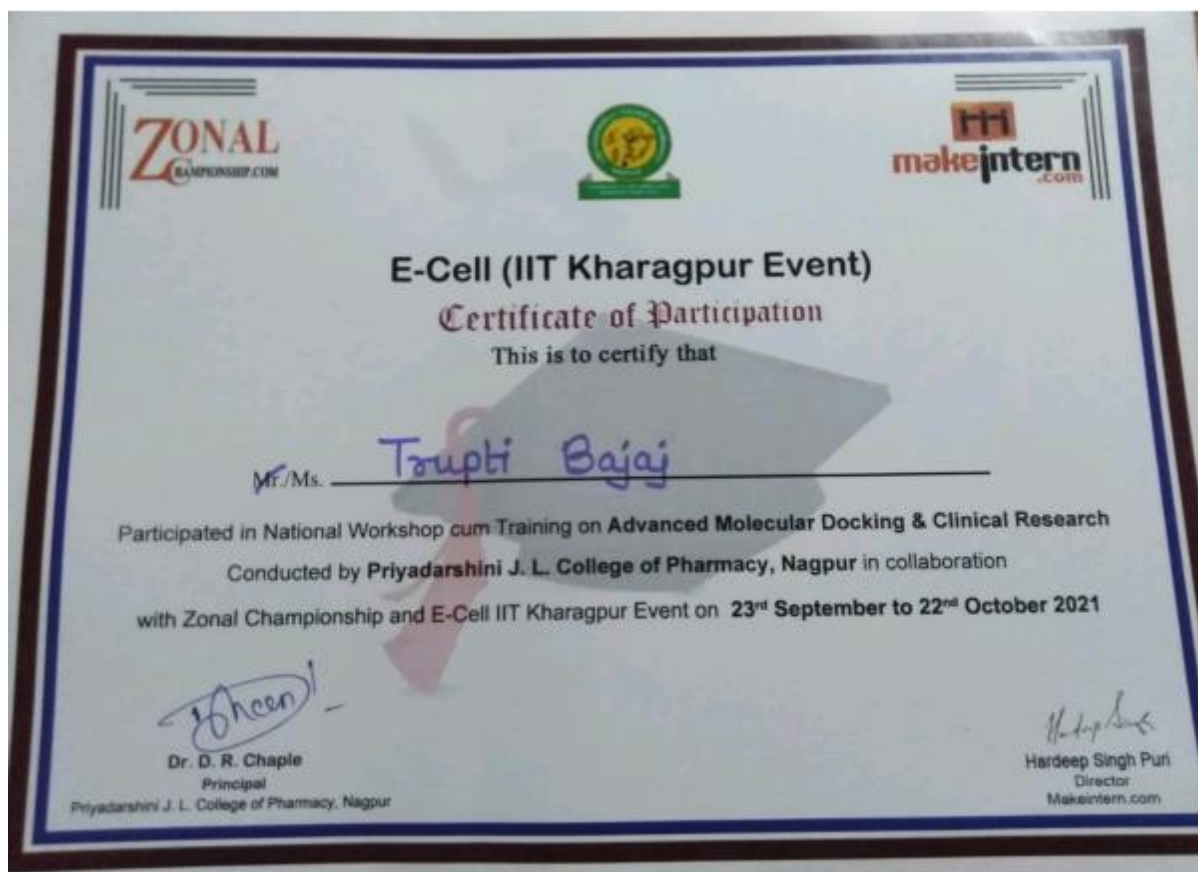 ZONAL
CHAMPIONSHIP.COM
makeintern
.com
E-Cell (IIT Kharagpur Event)
Certificate of Participation
This is to certify that
Mr./Ms. Trupti Bajaj
Participated in National Workshop cum Training on Advanced Molecular Docking & Clinical Research
Conducted by Priyadarshini J. L. College of Pharmacy, Nagpur in collaboration
with Zonal Championship and E-Cell IIT Kharagpur Event on 23rd September to 22nd October 2021
Dr. D. R. Chaple
Principal
Priyadarshini J. L. College of Pharmacy, Nagpur
Hardeep Singh Puri
Director
Makeintern.com